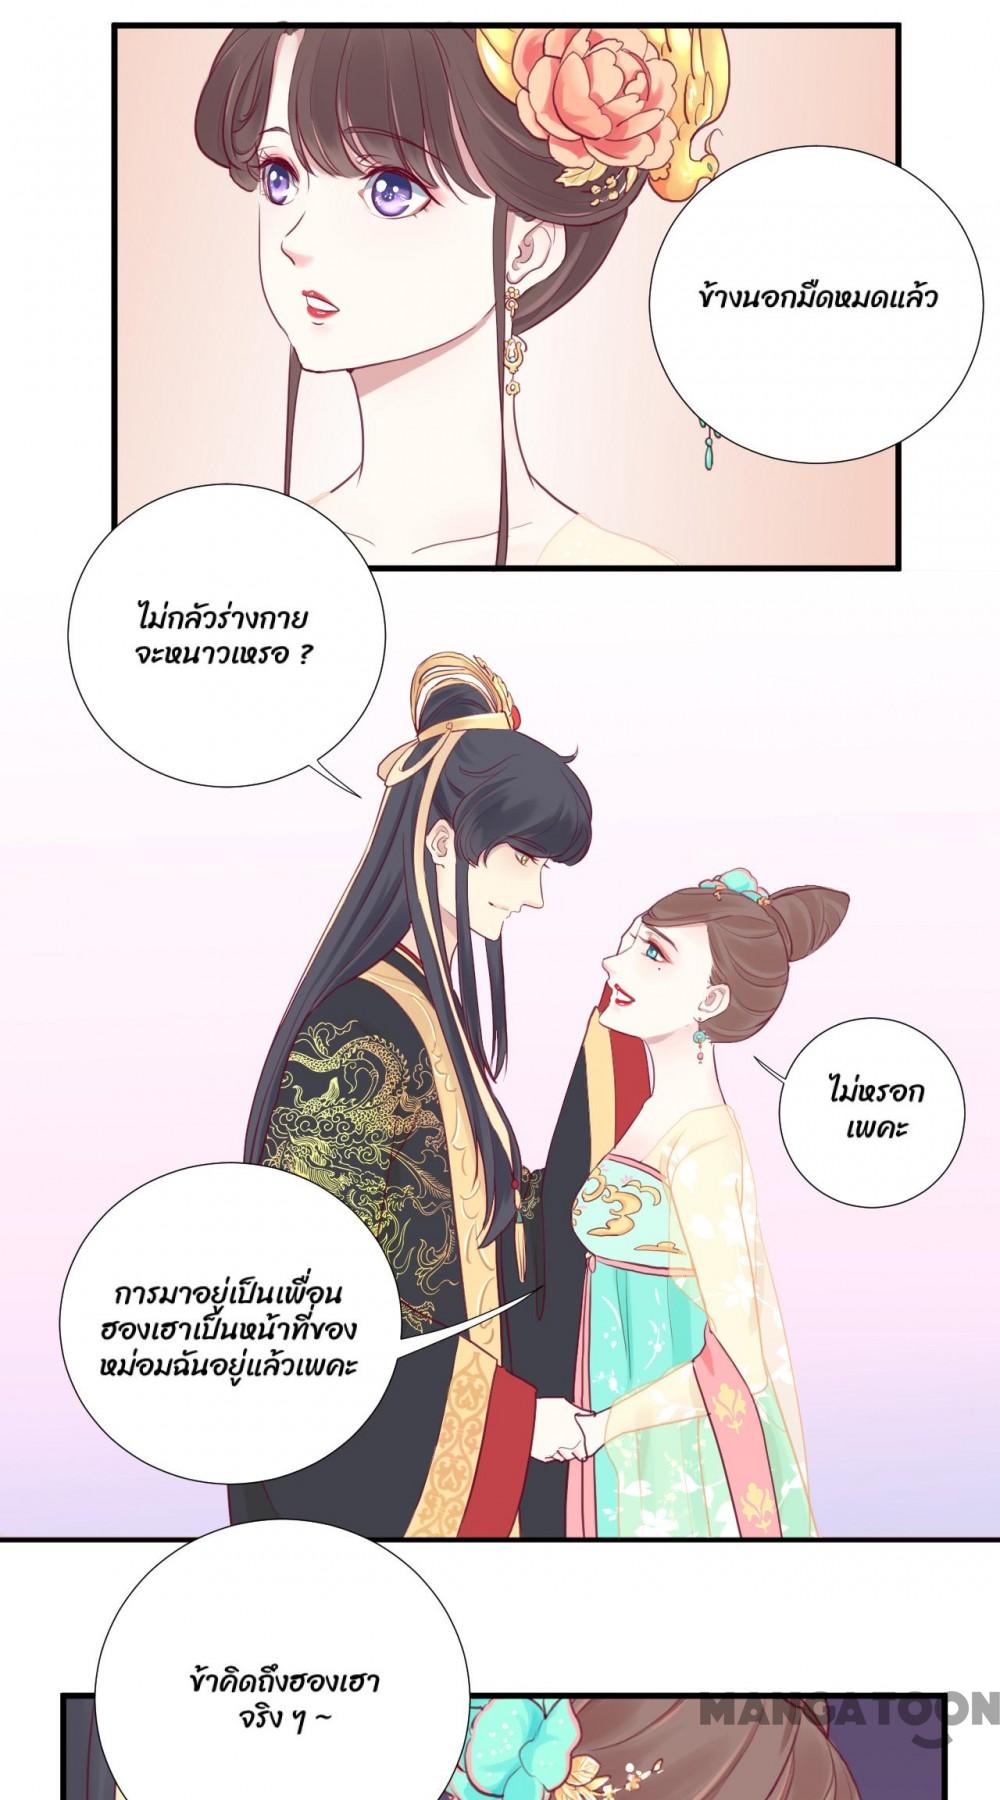 ข้างนอกมืดหมดแล้ว
ไม่กลัวร่างกาย
จะหนาวเหรอ ?
ไม่หรอก
เพคะ
การมาอยู่เป็นเพื่อน
ฮองเฮาเป็นหน้าที่ของ
หม่อมฉันอยู่แล้วเพคะ
ข้าคิดถึงฮองเฮา
จริง ๆ ~
MANGATOON